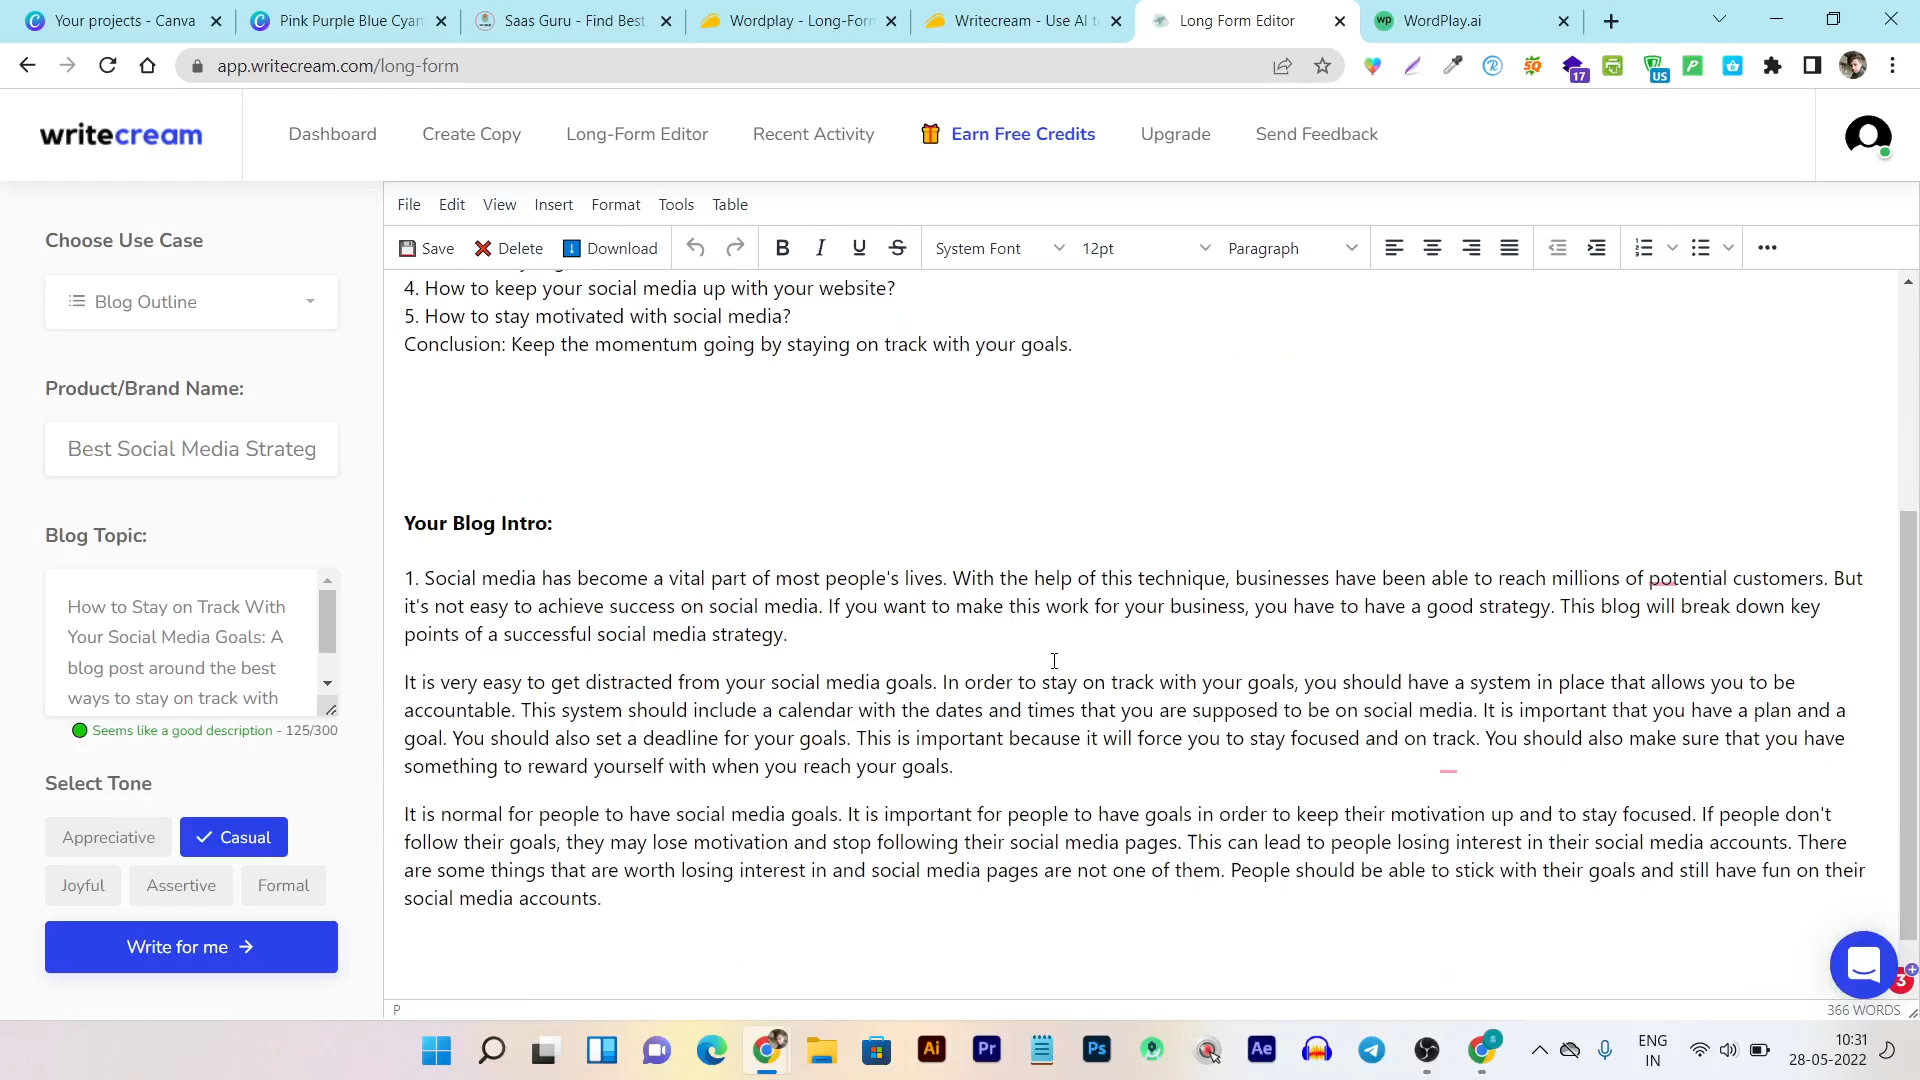 Your projects - Canva
Pink Purple Blue Cyan
Saas Guru - Find Best
Wordplay - Long-Form
Writecream - Use AI to
Long Form Editor
WordPlay.ai
app.writecream.com/long-form
17
US
writecream
Dashboard
Create Copy
Long-Form Editor
Recent Activity
Earn Free Credits
Upgrade
Send Feedback
File Edit View Insert Format Tools Table
Save Delete Download B I U S System Font 12pt Paragraph
Choose Use Case
Blog Outline
Product/Brand Name:
Best Social Media Strateg
Blog Topic:
How to Stay on Track With
Your Social Media Goals: A
blog post around the best
ways to stay on track with
Seems like a good description - 125/300
Select Tone
Appreciative
Casual
Joyful
Assertive
Formal
Write for me
4. How to keep your social media up with your website?
5. How to stay motivated with social media?
Conclusion: Keep the momentum going by staying on track with your goals.
Your Blog Intro:
1. Social media has become a vital part of most people's lives. With the help of this technique, businesses have been able to reach millions of potential customers. But
it's not easy to achieve success on social media. If you want to make this work for your business, you have to have a good strategy. This blog will break down key
points of a successful social media strategy.
It is very easy to get distracted from your social media goals. In order to stay on track with your goals, you should have a system in place that allows you to be
accountable. This system should include a calendar with the dates and times that you are supposed to be on social media. It is important that you have a plan and a
goal. You should also set a deadline for your goals. This is important because it will force you to stay focused and on track. You should also make sure that you have
something to reward yourself with when you reach your goals.
It is normal for people to have social media goals. It is important for people to have goals in order to keep their motivation up and to stay focused. If people don't
follow their goals, they may lose motivation and stop following their social media pages. This can lead to people losing interest in their social media accounts. There
are some things that are worth losing interest in and social media pages are not one of them. People should be able to stick with their goals and still have fun on their
social media accounts.
3
P
366 WORDS
Ai
Pr
Ps
Ae
ENG
IN
10:31
28-05-2022